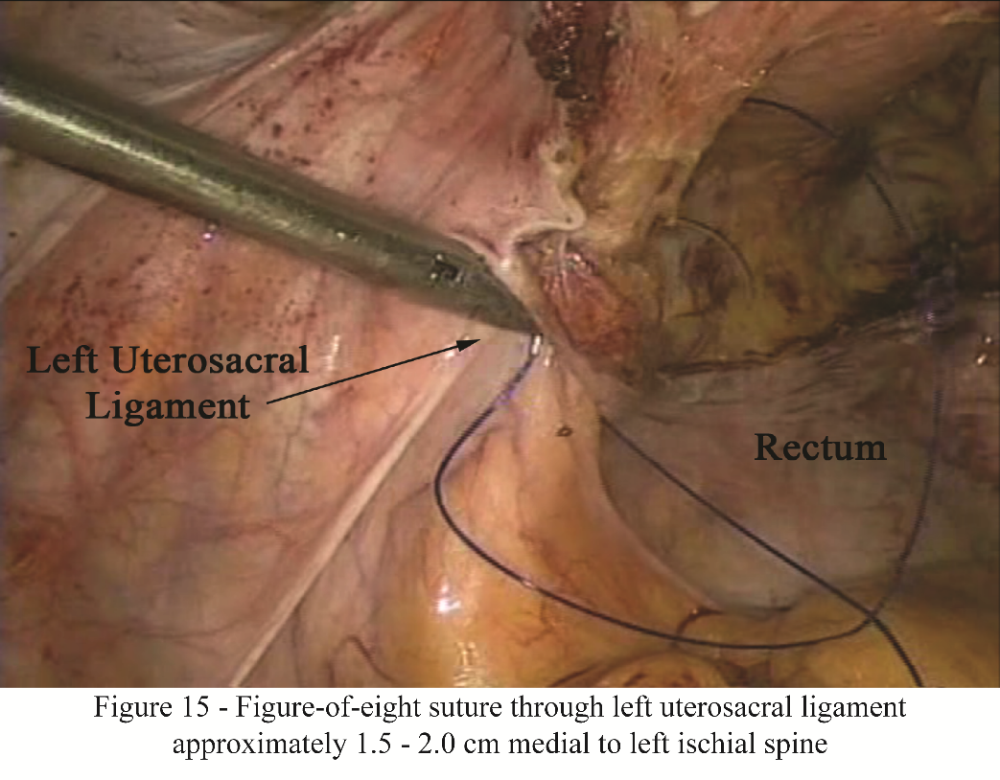 Left Uterosacral
Ligament
Rectum
Figure 15 - Figure-of-eight suture through left uterosacral ligament
approximately 1.5 - 2.0 cm medial to left ischial spine